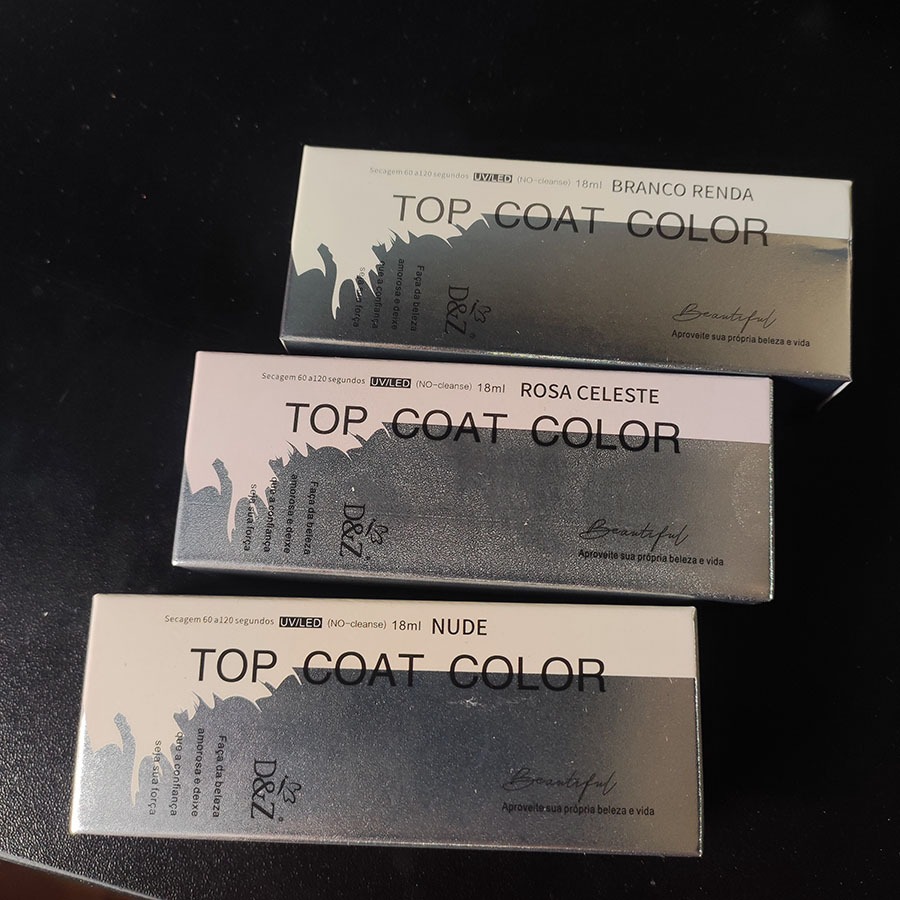 Secagem 60 a120 segundos UV/LED (NO-cleanse) 18ml BRANCO RENDA
TOP COAT COLOR
Faça da beleza
amorosa e deixe
que a confiança
seja sua força
D&Z®
Beautiful
Aproveite sua própria beleza e vida
Secagem 60 a120 segundos UV/LED (NO-cleanse) 18ml ROSA CELESTE
TOP COAT COLOR
Faça da beleza
amorosa e deixe
que a confiança
seja sua força
D&Z®
Beautiful
Aproveite sua própria beleza e vida
Secagem 60 a120 segundos UV/LED (NO-cleanse) 18ml NUDE
TOP COAT COLOR
Faça da beleza
amorosa e deixe
que a confiança
seja sua força
D&Z®
Beautiful
Aproveite sua própria beleza e vida